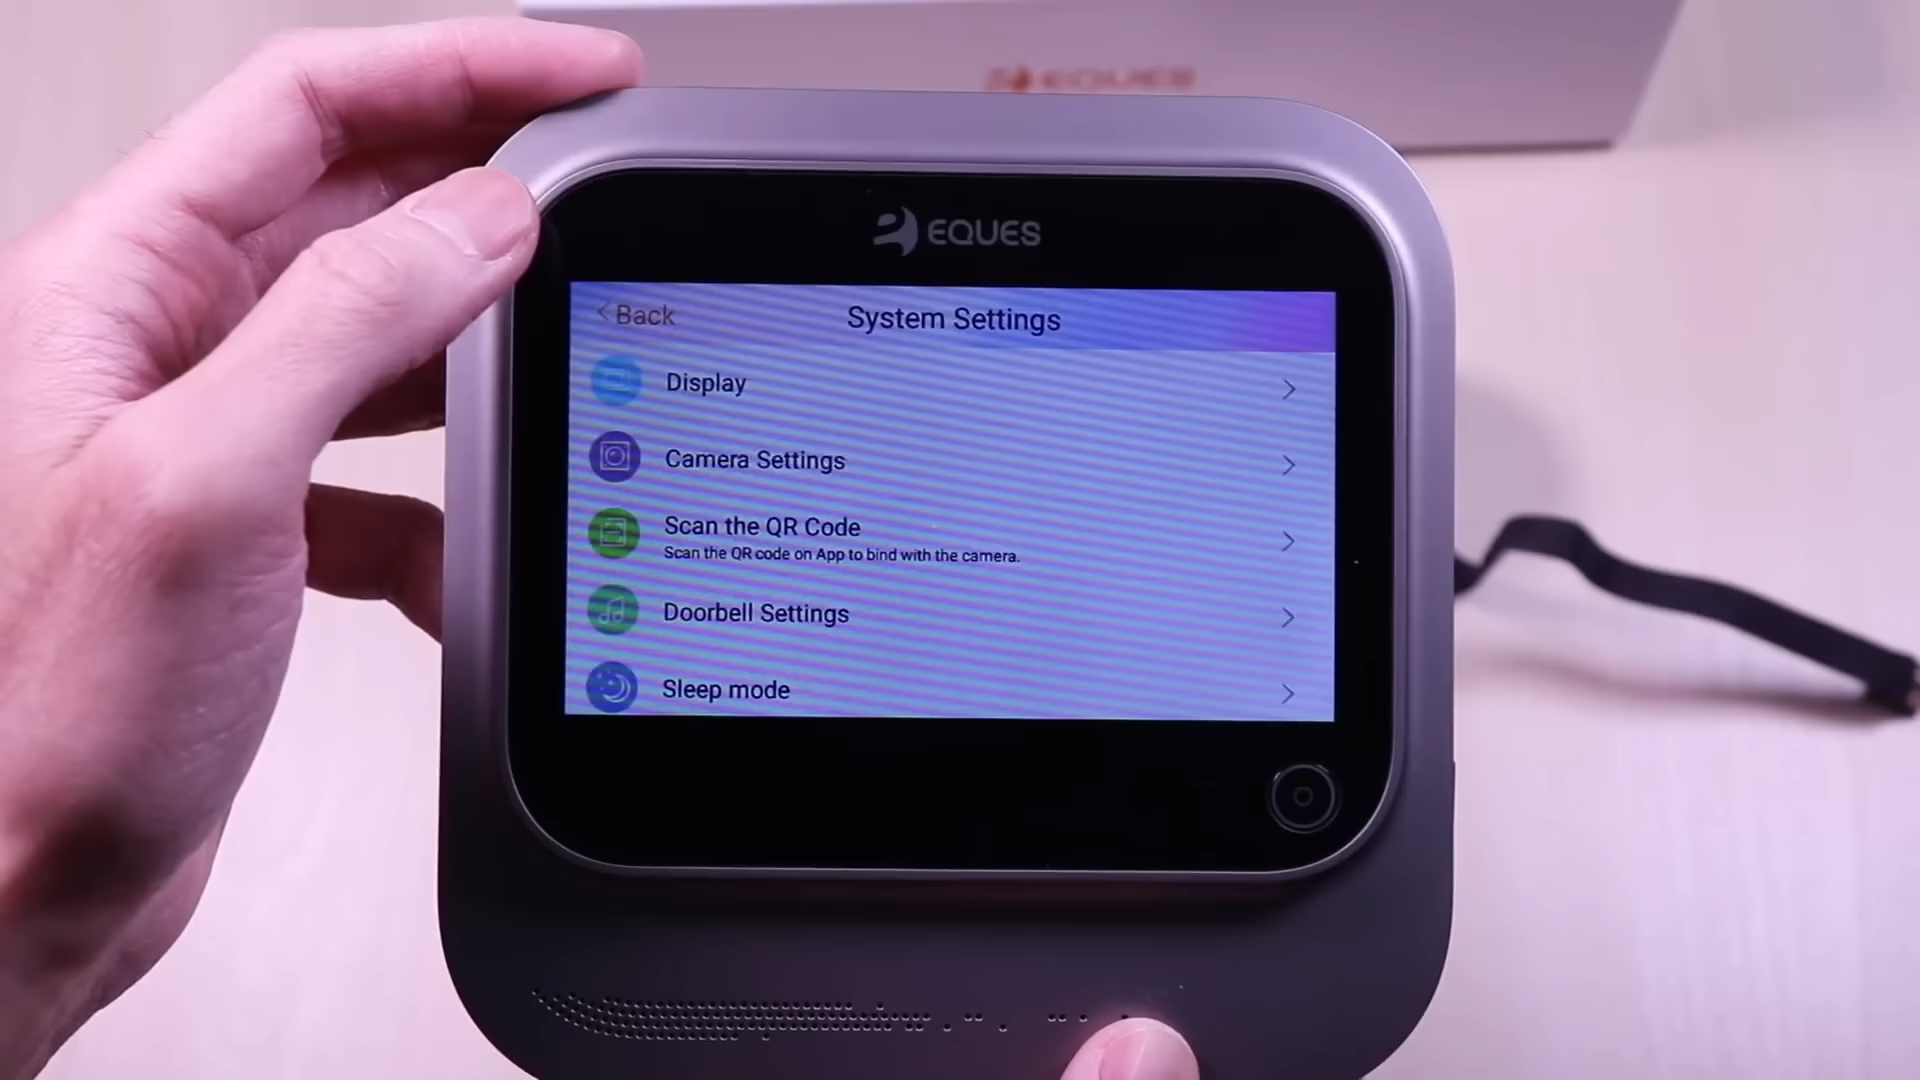 EQUES
EQUES
Back
System Settings
Display
Camera Settings
Scan the QR Code
Scan the QR code on App to bind with the camera.
Doorbell Settings
Sleep mode